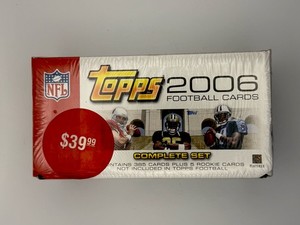 NFL
TOPPS 2006
FOOTBALL CARDS
$39.99
COMPLETE SET
CONTAINS 385 CARDS PLUS 5 ROOKIE CARDS
NOT INCLUDED IN TOPPS FOOTBALL